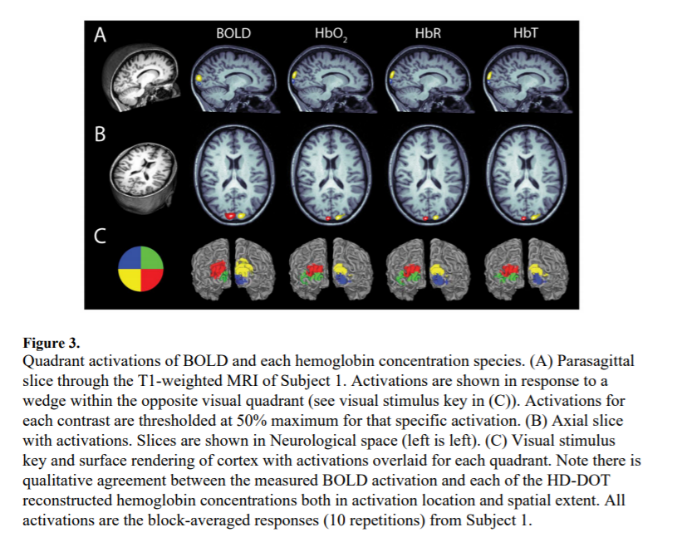 A
BOLD HbO2 HbR HbT
B
C
Figure 3.
Quadrant activations of BOLD and each hemoglobin concentration species. (A) Parasagittal
slice through the T1-weighted MRI of Subject 1. Activations are shown in response to a
wedge within the opposite visual quadrant (see visual stimulus key in (C)). Activations for
each contrast are thresholded at 50% maximum for that specific activation. (B) Axial slice
with activations. Slices are shown in Neurological space (left is left). (C) Visual stimulus
key and surface rendering of cortex with activations overlaid for each quadrant. Note there is
qualitative agreement between the measured BOLD activation and each of the HD-DOT
reconstructed hemoglobin concentrations both in activation location and spatial extent. All
activations are the block-averaged responses (10 repetitions) from Subject 1.